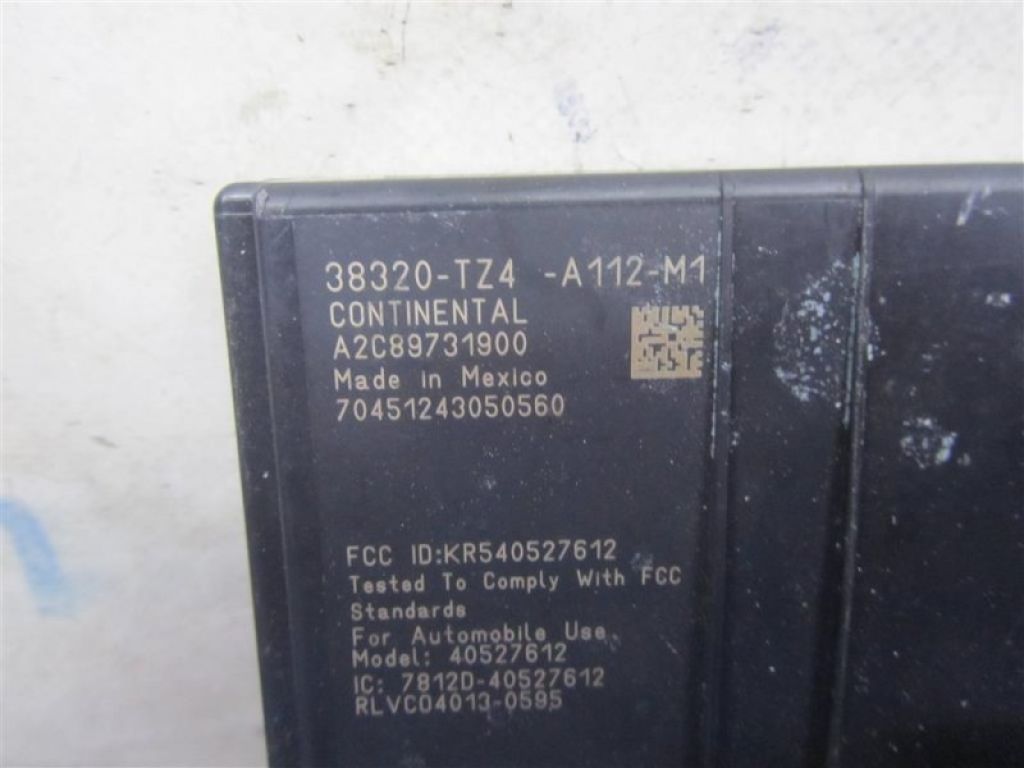 38320-TZ4 -A112-M1
CONTINENTAL
A2C89731900
Made in Mexico
70451243050560
FCC ID:KR540527612
Tested To Comply With FCC
Standards
For Automobile Use.
Model: 40527612
IC: 7812D-40527612
RLVCO4013-0595